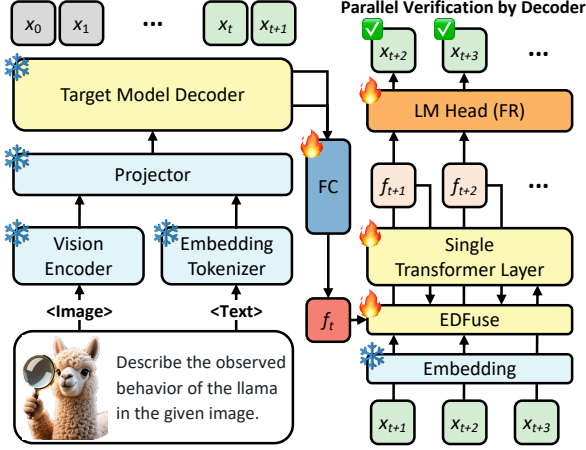 Parallel Verification by Decoder
x0 x1 ... xt xt+1
xt+2 xt+3 ...
Target Model Decoder
LM Head (FR)
Projector
FC
ft+1 ft+2 ...
Vision
Encoder
Embedding
Tokenizer
Single
Transformer Layer
<Image> <Text>
ft
EDFuse
Embedding
Describe the observed
behavior of the llama
in the given image.
xt+1 xt+2 xt+3